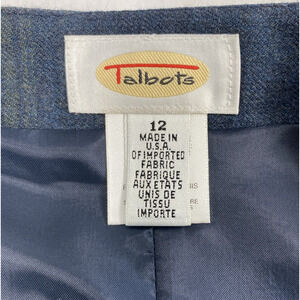 Talbots
12
MADE IN
U.S.A.
OF IMPORTED
FABRIC
FABRIQUE
AUX ETATS
UNIS DE
TISSU
IMPORTE